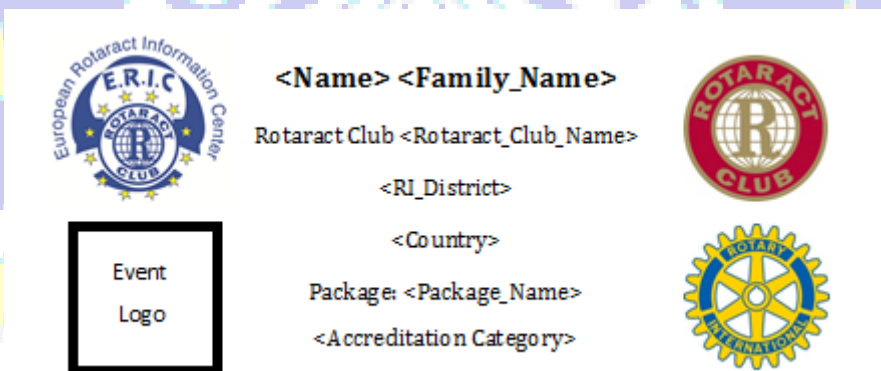 European Rotaract Information Center
E.R.I.C
ROTARACT
CLUB
<Name> <Family_Name>
Rotaract Club <Rotaract_Club_Name>
<RI_District>
<Country>
Package: <Package_Name>
<Accreditation Category>
ROTARACT
R
CLUB
Event
Logo
ROTARY
INTERNATIONAL